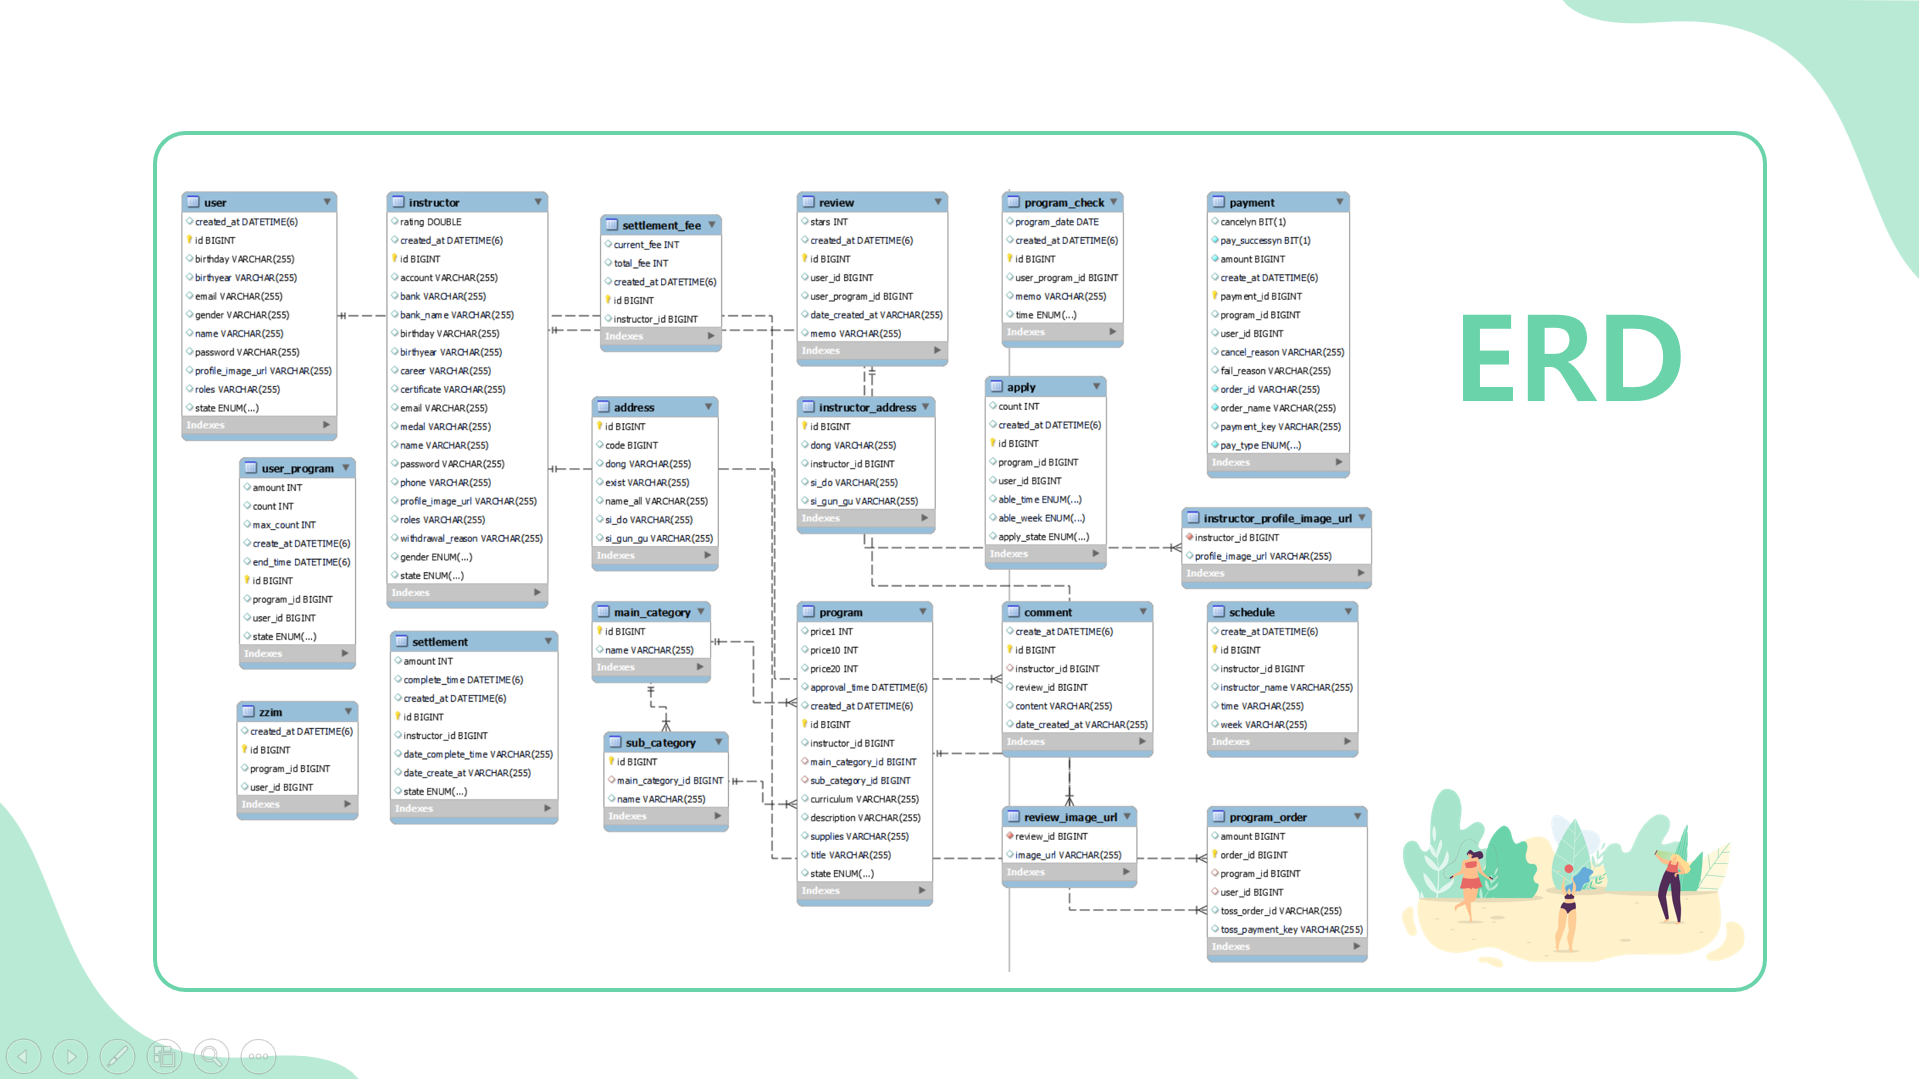 user
created_at DATETIME(6)
id BIGINT
birthday VARCHAR(255)
birthyear VARCHAR(255)
email VARCHAR(255)
gender VARCHAR(255)
name VARCHAR(255)
password VARCHAR(255)
profile_image_url VARCHAR(255)
roles VARCHAR(255)
state ENUM(...)
Indexes
user_program
amount INT
count INT
max_count INT
create_at DATETIME(6)
end_time DATETIME(6)
id BIGINT
program_id BIGINT
user_id BIGINT
state ENUM(...)
Indexes
zzim
created_at DATETIME(6)
id BIGINT
program_id BIGINT
user_id BIGINT
Indexes
instructor
rating DOUBLE
created_at DATETIME(6)
id BIGINT
account VARCHAR(255)
bank VARCHAR(255)
bank_name VARCHAR(255)
birthday VARCHAR(255)
birthyear VARCHAR(255)
career VARCHAR(255)
certificate VARCHAR(255)
email VARCHAR(255)
medal VARCHAR(255)
name VARCHAR(255)
password VARCHAR(255)
phone VARCHAR(255)
profile_image_url VARCHAR(255)
roles VARCHAR(255)
withdrawal_reason VARCHAR(255)
gender ENUM(...)
state ENUM(...)
Indexes
settlement
amount INT
complete_time DATETIME(6)
created_at DATETIME(6)
id BIGINT
instructor_id BIGINT
date_complete_time VARCHAR(255)
date_create_at VARCHAR(255)
state ENUM(...)
Indexes
settlement_fee
current_fee INT
total_fee INT
created_at DATETIME(6)
id BIGINT
instructor_id BIGINT
Indexes
address
id BIGINT
code BIGINT
dong VARCHAR(255)
exist VARCHAR(255)
name_all VARCHAR(255)
si_do VARCHAR(255)
si_gun_gu VARCHAR(255)
Indexes
main_category
id BIGINT
name VARCHAR(255)
Indexes
sub_category
id BIGINT
main_category_id BIGINT
name VARCHAR(255)
Indexes
review
stars INT
created_at DATETIME(6)
id BIGINT
user_id BIGINT
user_program_id BIGINT
date_created_at VARCHAR(255)
memo VARCHAR(255)
Indexes
instructor_address
id BIGINT
dong VARCHAR(255)
instructor_id BIGINT
si_do VARCHAR(255)
si_gun_gu VARCHAR(255)
Indexes
program
price1 INT
price10 INT
price20 INT
approval_time DATETIME(6)
created_at DATETIME(6)
id BIGINT
instructor_id BIGINT
main_category_id BIGINT
sub_category_id BIGINT
curriculum VARCHAR(255)
description VARCHAR(255)
supplies VARCHAR(255)
title VARCHAR(255)
state ENUM(...)
Indexes
program_check
program_date DATE
created_at DATETIME(6)
id BIGINT
user_program_id BIGINT
memo VARCHAR(255)
time ENUM(...)
Indexes
apply
count INT
created_at DATETIME(6)
id BIGINT
program_id BIGINT
user_id BIGINT
able_time ENUM(...)
able_week ENUM(...)
apply_state ENUM(...)
Indexes
comment
create_at DATETIME(6)
id BIGINT
instructor_id BIGINT
review_id BIGINT
content VARCHAR(255)
date_created_at VARCHAR(255)
Indexes
review_image_url
review_id BIGINT
image_url VARCHAR(255)
Indexes
payment
cancelyn BIT(1)
pay_successyn BIT(1)
amount BIGINT
create_at DATETIME(6)
payment_id BIGINT
program_id BIGINT
user_id BIGINT
cancel_reason VARCHAR(255)
fail_reason VARCHAR(255)
order_id VARCHAR(255)
order_name VARCHAR(255)
payment_key VARCHAR(255)
pay_type ENUM(...)
Indexes
instructor_profile_image_url
instructor_id BIGINT
profile_image_url VARCHAR(255)
Indexes
schedule
create_at DATETIME(6)
id BIGINT
instructor_id BIGINT
instructor_name VARCHAR(255)
time VARCHAR(255)
week VARCHAR(255)
Indexes
program_order
amount BIGINT
order_id BIGINT
program_id BIGINT
user_id BIGINT
toss_order_id VARCHAR(255)
toss_payment_key VARCHAR(255)
Indexes
ERD